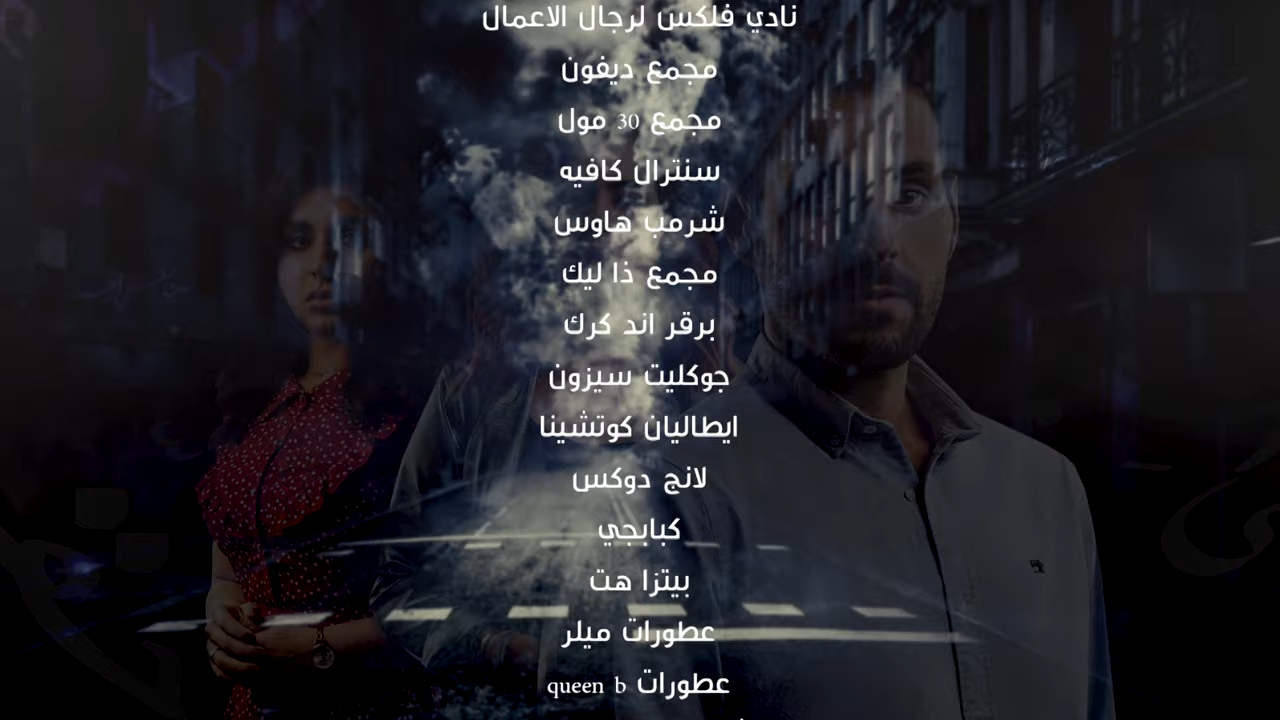 نادي فلكس لرجال الاعمال
مجمع ديفون
مجمع 30 مول
سنترال كافيه
شرمب هاوس
مجمع ذا ليك
برقر اند كرك
جوكليت سيزون
ايطاليان كوتشينا
لانج دوكس
كبابجي
بيتزا هت
عطورات ميلر
عطورات queen b